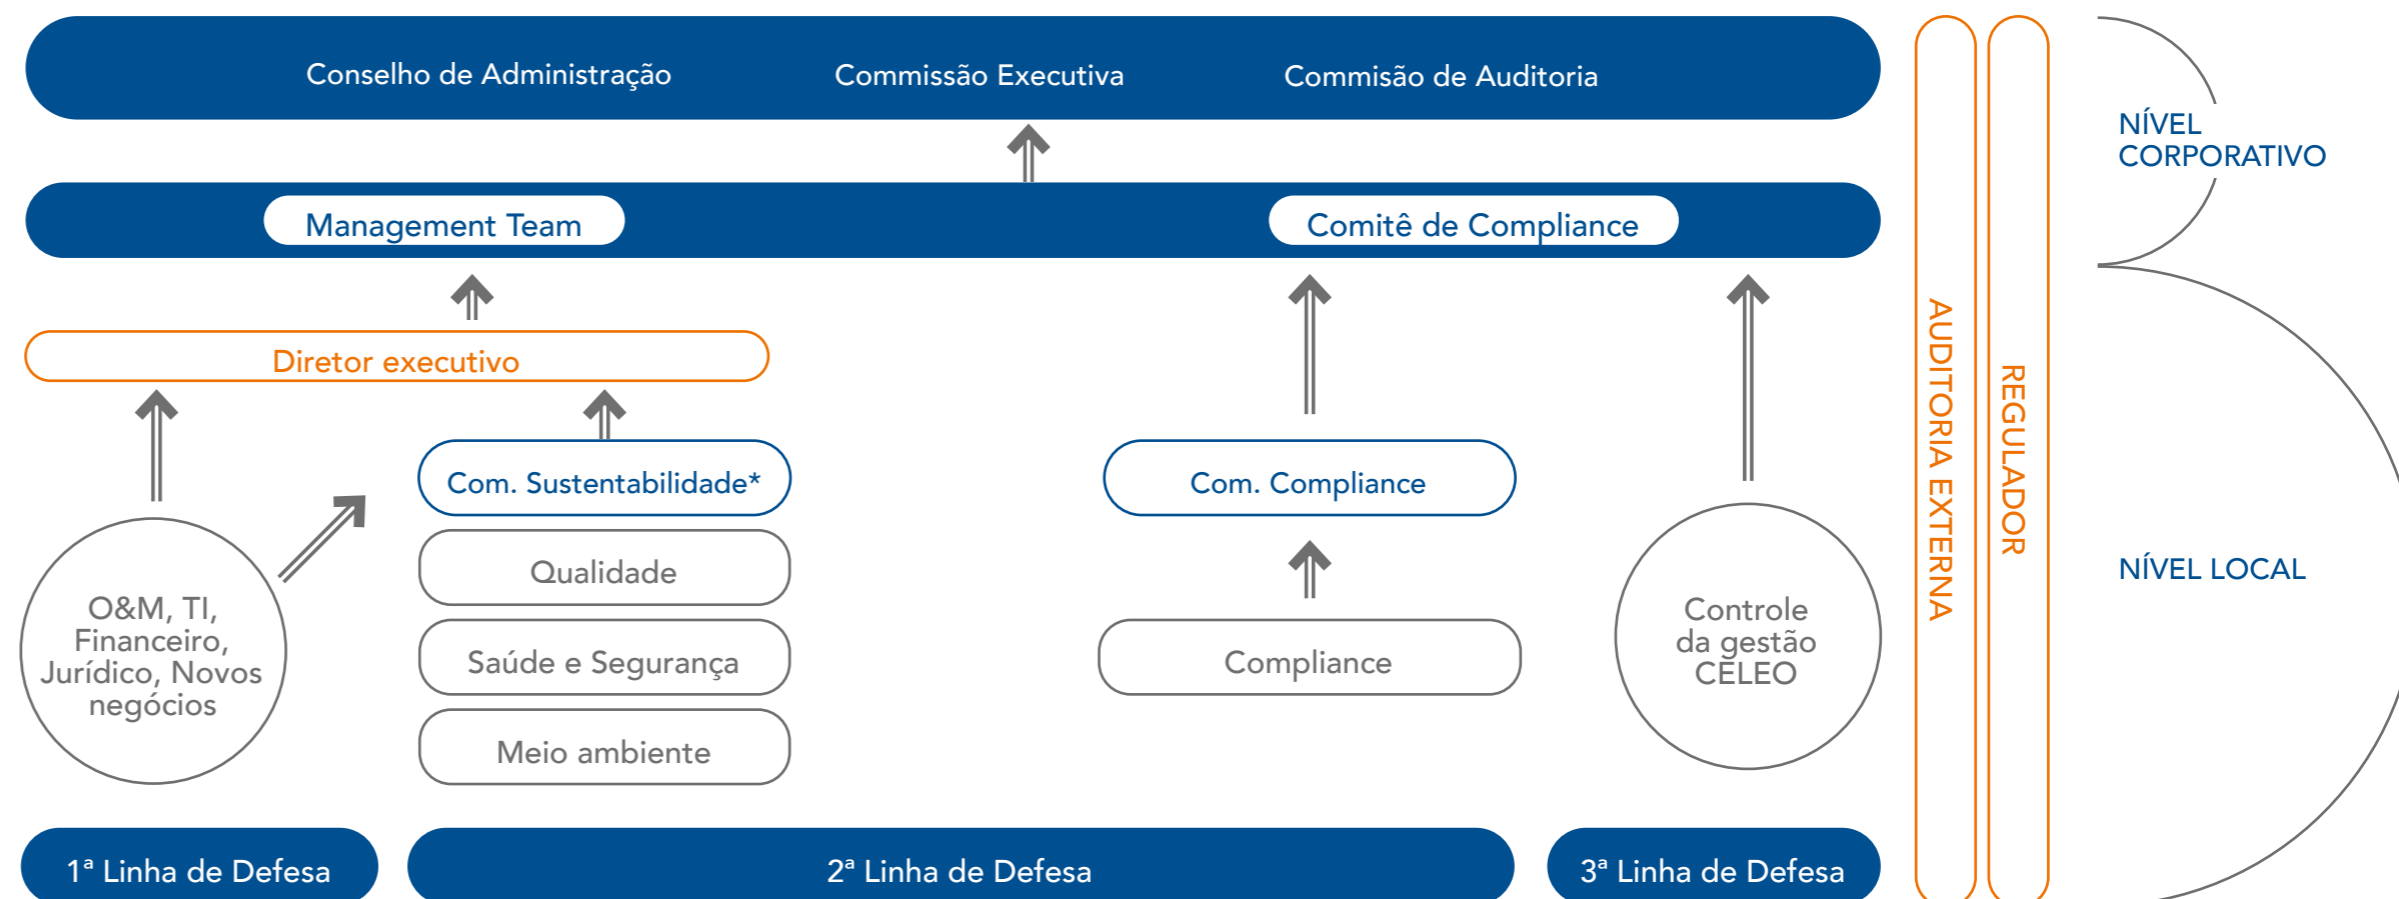 Conselho de Administração
Commissão Executiva
Commisão de Auditoria
Management Team
Comitê de Compliance
Diretor executivo
Com. Sustentabilidade*
Com. Compliance
O&M, TI,
Financeiro,
Jurídico, Novos
negócios
Qualidade
Saúde e Segurança
Meio ambiente
Compliance
Controle
da gestão
CELEO
1ª Linha de Defesa
2ª Linha de Defesa
3ª Linha de Defesa
AUDITORIA EXTERNA
REGULADOR
NÍVEL
CORPORATIVO
NÍVEL LOCAL